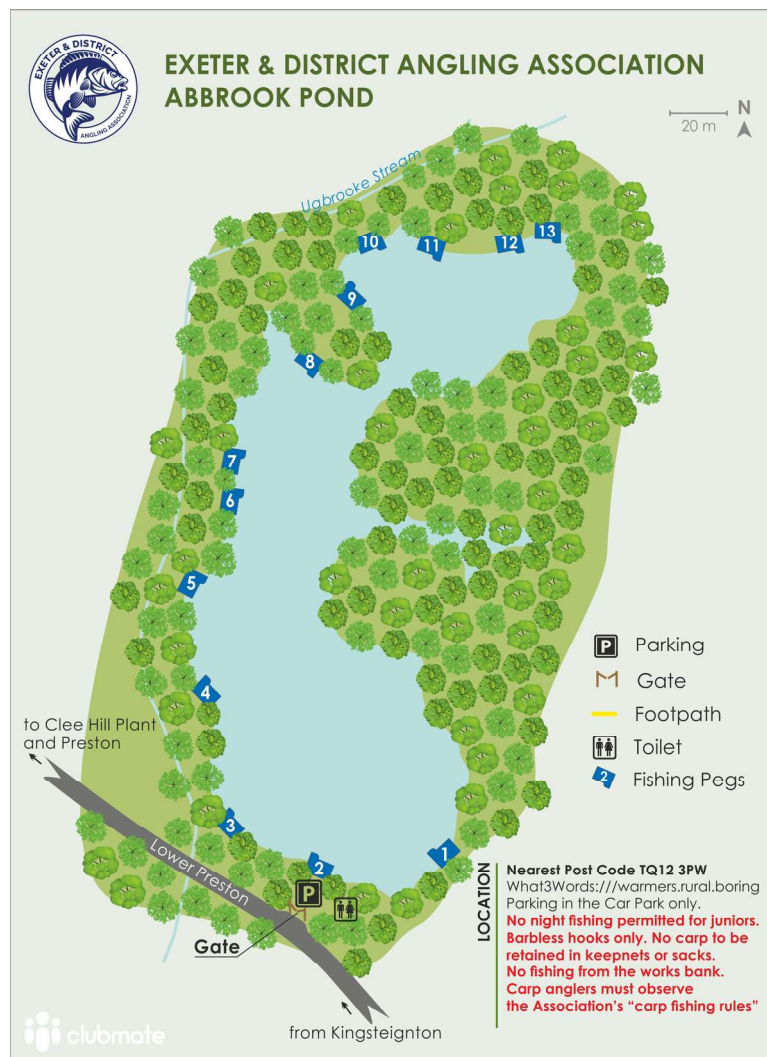 EXETER & DISTRICT
ANGLING ASSOCIATION
EXETER & DISTRICT ANGLING ASSOCIATION
ABBROOK POND
N
20 m
Ugbrooke Stream
10
11
12
13
9
8
7
6
5
4
3
2
1
to Clee Hill Plant
and Preston
Lower Preston
P
Gate
from Kingsteignton
P Parking
Gate
Footpath
Toilet
2 Fishing Pegs
LOCATION
Nearest Post Code TQ12 3PW
What3Words:///warmers.rural.boring
Parking in the Car Park only.
No night fishing permitted for juniors.
Barbless hooks only. No carp to be
retained in keepnets or sacks.
No fishing from the works bank.
Carp anglers must observe
the Association's “carp fishing rules”
clubmate